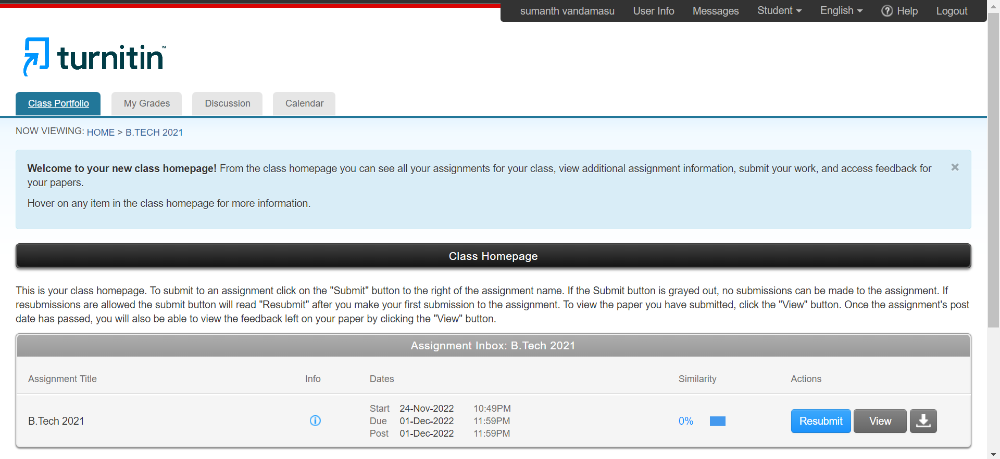 sumanth vandamasu User Info Messages Student English Help Logout
turnitin™
Class Portfolio My Grades Discussion Calendar
NOW VIEWING: HOME > B.TECH 2021
Welcome to your new class homepage! From the class homepage you can see all your assignments for your class, view additional assignment information, submit your work, and access feedback for
your papers.
Hover on any item in the class homepage for more information.
Class Homepage
This is your class homepage. To submit to an assignment click on the "Submit" button to the right of the assignment name. If the Submit button is grayed out, no submissions can be made to the assignment. If
resubmissions are allowed the submit button will read "Resubmit" after you make your first submission to the assignment. To view the paper you have submitted, click the "View" button. Once the assignment's post
date has passed, you will also be able to view the feedback left on your paper by clicking the "View" button.
Assignment Inbox: B.Tech 2021
Assignment Title Info Dates Similarity Actions
Start 24-Nov-2022 10:49PM
B.Tech 2021 Due 01-Dec-2022 11:59PM 0% Resubmit View
Post 01-Dec-2022 11:59PM